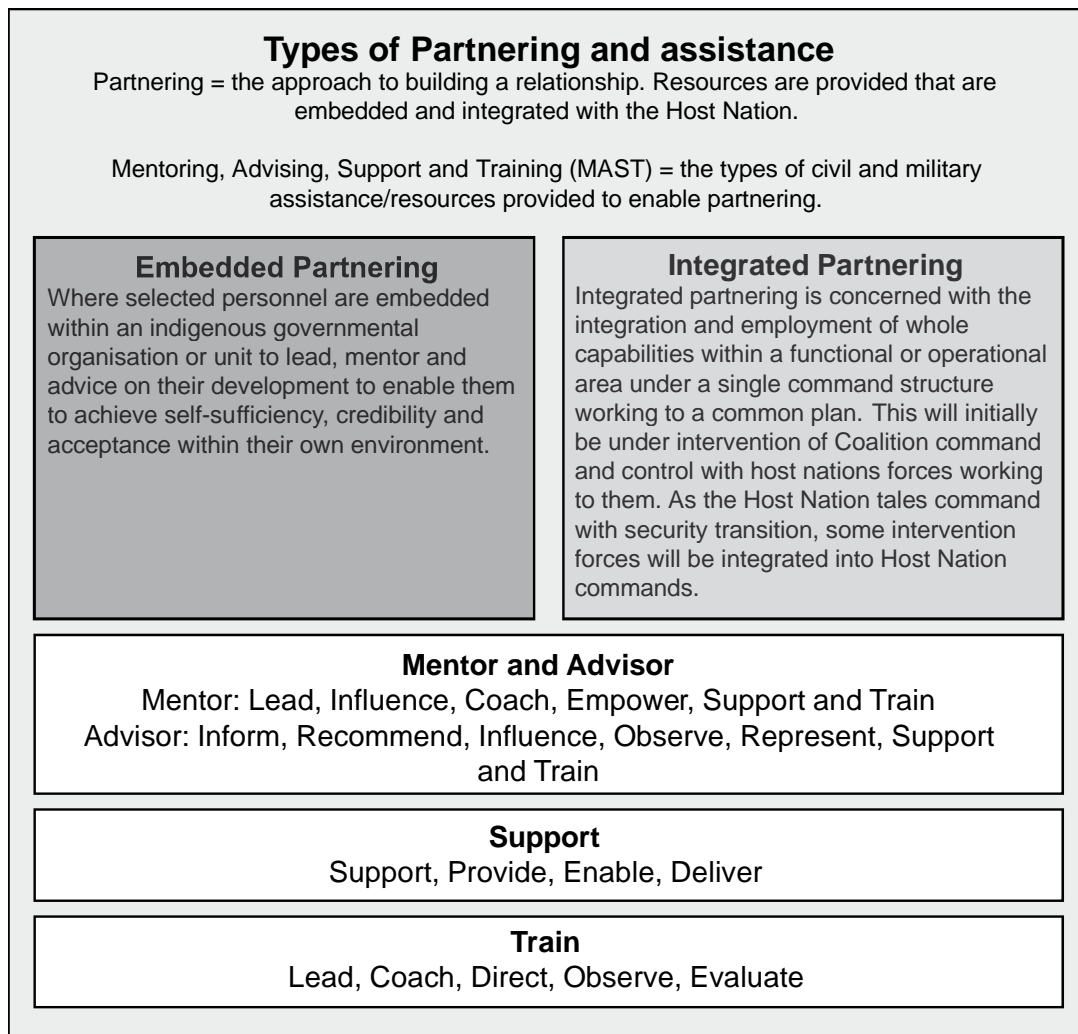 Types of Partnering and assistance
Partnering = the approach to building a relationship. Resources are provided that are
embedded and integrated with the Host Nation.
Mentoring, Advising, Support and Training (MAST) = the types of civil and military
assistance/resources provided to enable partnering.
Embedded Partnering
Where selected personnel are embedded
within an indigenous governmental
organisation or unit to lead, mentor and
advice on their development to enable them
to achieve self-sufficiency, credibility and
acceptance within their own environment.
Integrated Partnering
Integrated partnering is concerned with the
integration and employment of whole
capabilities within a functional or operational
area under a single command structure
working to a common plan. This will initially
be under intervention of Coalition command
and control with host nations forces working
to them. As the Host Nation tales command
with security transition, some intervention
forces will be integrated into Host Nation
commands.
Mentor and Advisor
Mentor: Lead, Influence, Coach, Empower, Support and Train
Advisor: Inform, Recommend, Influence, Observe, Represent, Support
and Train
Support
Support, Provide, Enable, Deliver
Train
Lead, Coach, Direct, Observe, Evaluate